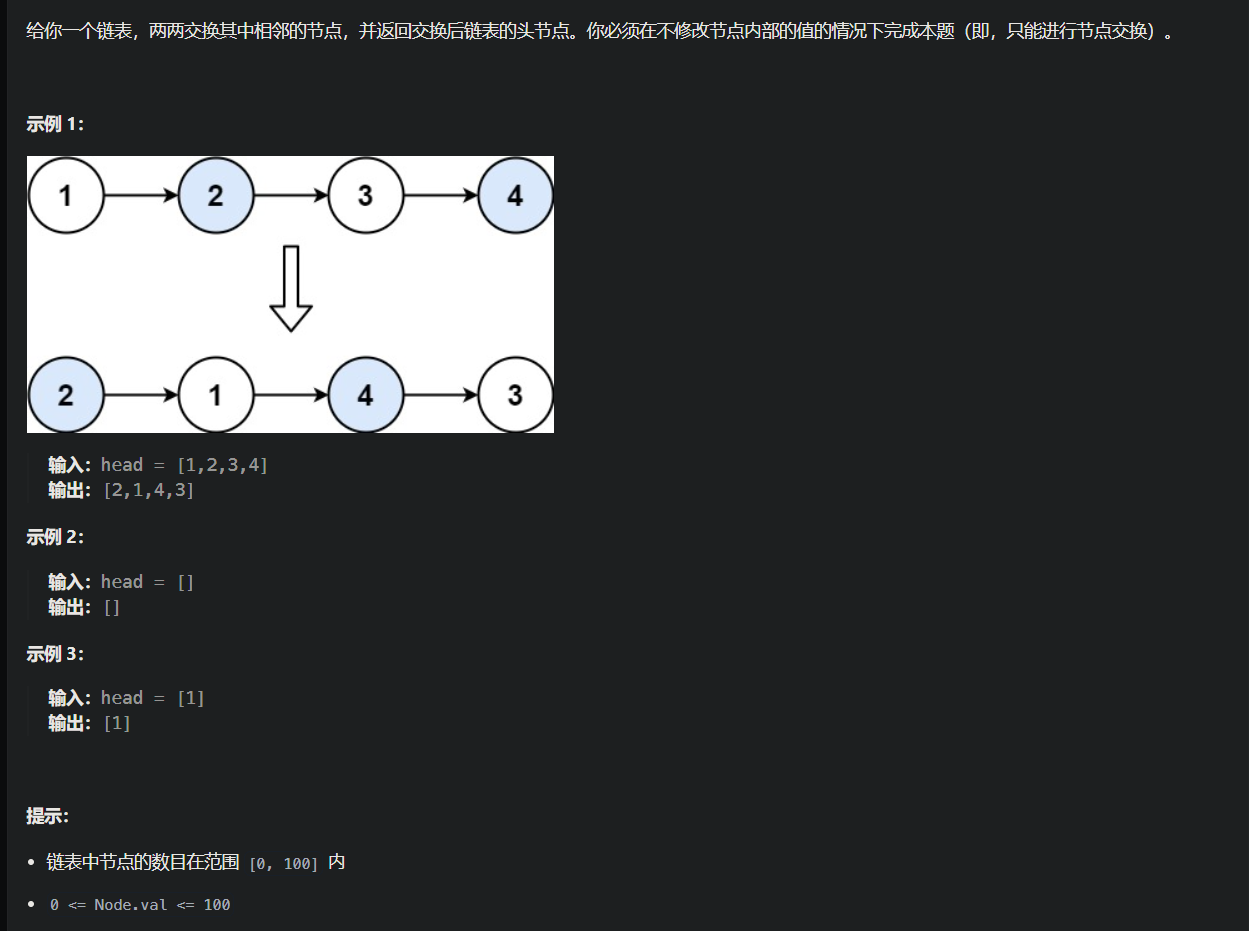 给你一个链表，两两交换其中相邻的节点，并返回交换后链表的头节点。你必须在不修改节点内部的值的情况下完成本题（即，只能进行节点交换）。
示例 1：
1 2 3 4
2 1 4 3
输入：head = [1,2,3,4]
输出：[2,1,4,3]
示例 2：
输入：head = []
输出：[]
示例 3：
输入：head = [1]
输出：[1]
提示：
• 链表中节点的数目在范围 [0, 100] 内
• 0 <= Node.val <= 100